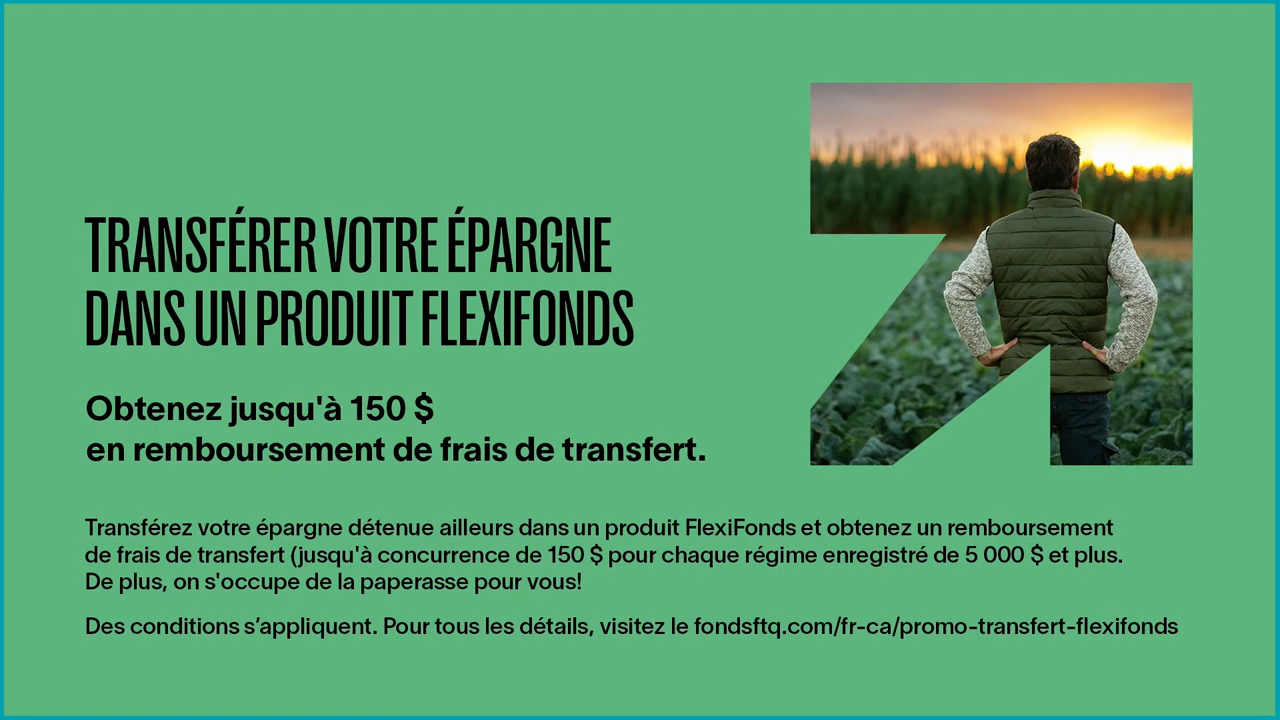 TRANSFÉRER VOTRE ÉPARGNE
DANS UN PRODUIT FLEXIFONDS
Obtenez jusqu'à 150 $
en remboursement de frais de transfert.
Transférez votre épargne détenue ailleurs dans un produit FlexiFonds et obtenez un remboursement
de frais de transfert (jusqu'à concurrence de 150 $ pour chaque régime enregistré de 5 000 $ et plus.
De plus, on s'occupe de la paperasse pour vous!
Des conditions s’appliquent. Pour tous les détails, visitez le fondsftq.com/fr-ca/promo-transfert-flexifonds